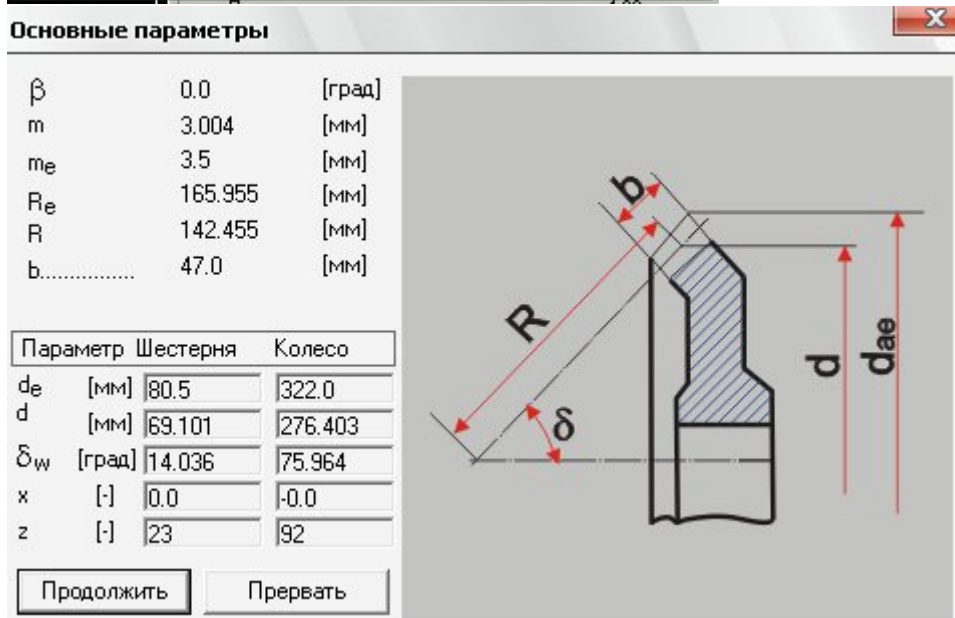 Основные параметры
β 0.0 [град]
m 3.004 [мм]
me 3.5 [мм]
Re 165.955 [мм]
R 142.455 [мм]
b................ 47.0 [мм]
Параметр Шестерня Колесо
de [мм] 80.5 322.0
d [мм] 69.101 276.403
δw [град] 14.036 75.964
x [-] 0.0 -0.0
z [-] 23 92
Продолжить Прервать
b
R
δ
d
dae